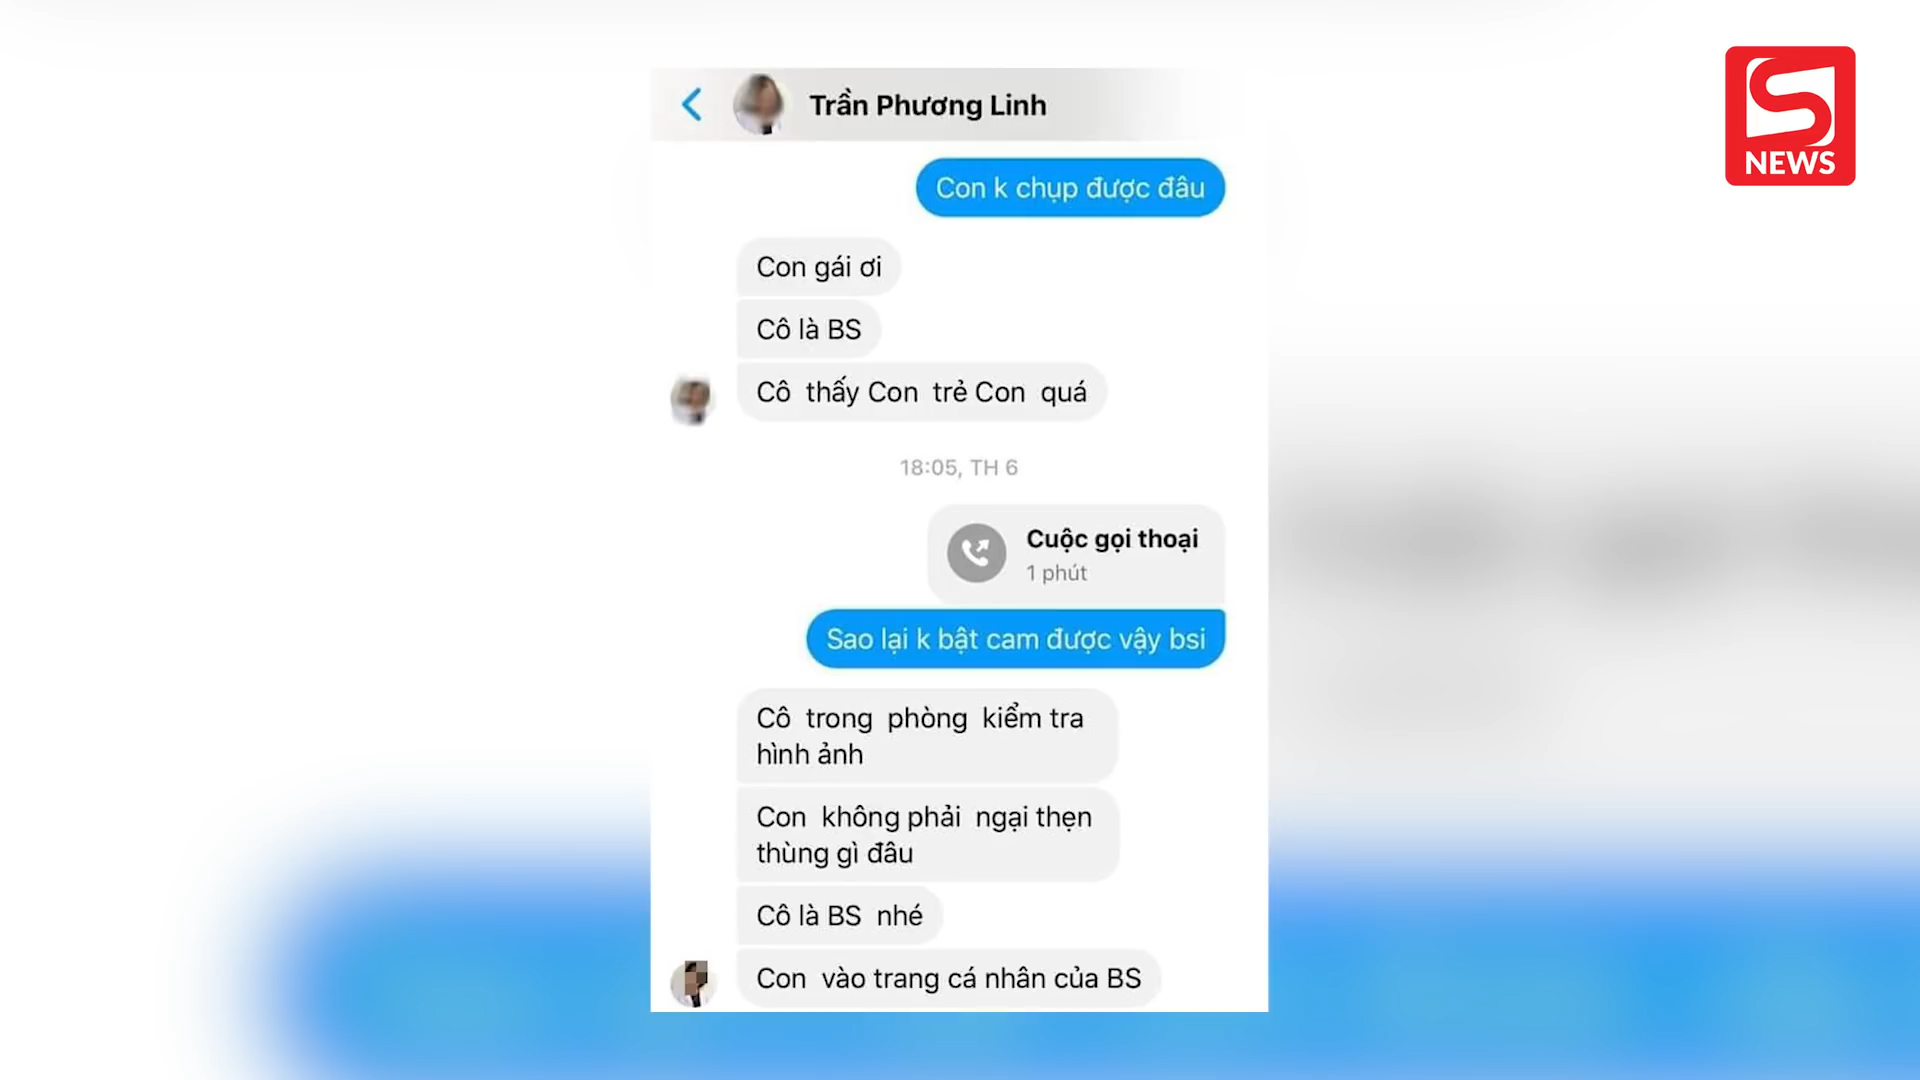 NEWS
Trần Phương Linh
Con k chụp được đâu
Con gái ơi
Cô là BS
Cô thấy Con trẻ Con quá
18:05, TH 6
Cuộc gọi thoại
1 phút
Sao lại k bật cam được vậy bsi
Cô trong phòng kiểm tra
hình ảnh
Con không phải ngại thẹn
thùng gì đâu
Cô là BS nhé
Con vào trang cá nhân của BS